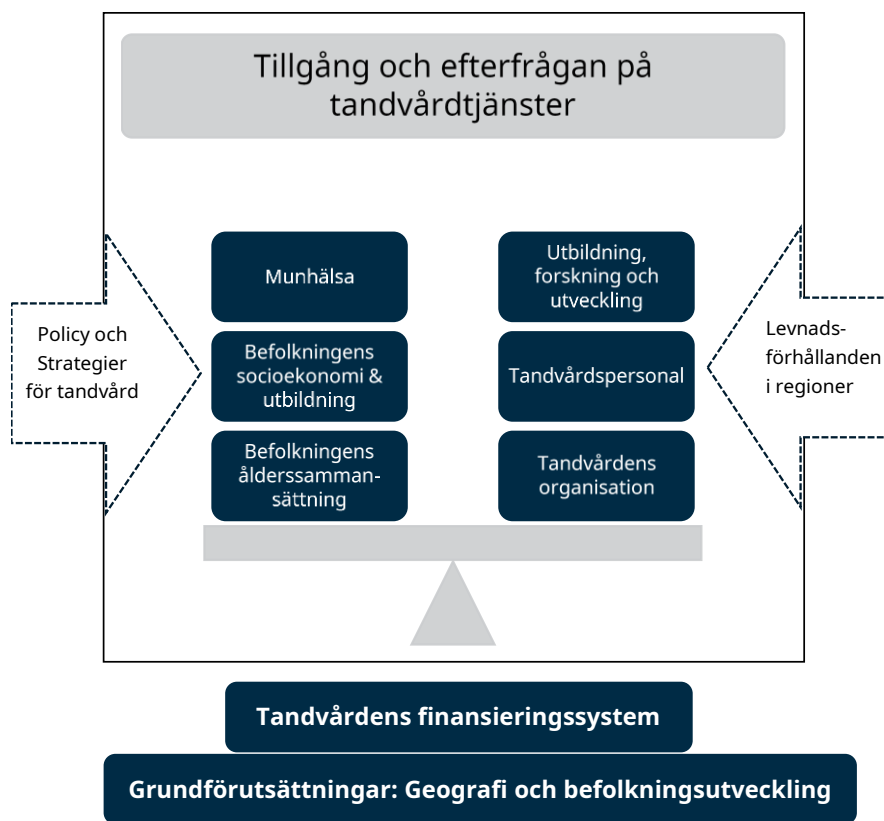 Tillgång och efterfrågan på
tandvårdtjänster
Policy och
Strategier
för tandvård
Munhälsa
Befolkningens
socioekonomi &
utbildning
Befolkningens
ålderssamman-
sättning
Utbildning,
forskning och
utveckling
Tandvårdspersonal
Tandvårdens
organisation
Levnads-
förhållanden
i regioner
Tandvårdens finansieringssystem
Grundförutsättningar: Geografi och befolkningsutveckling